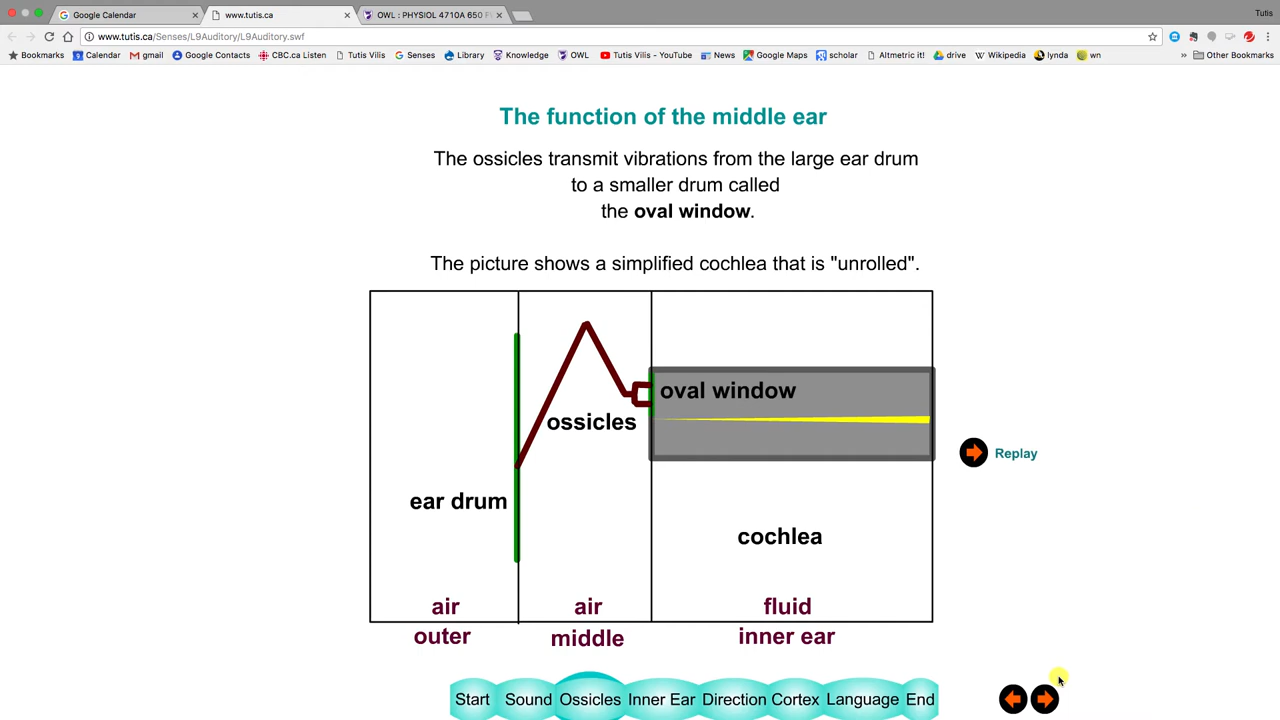 Google Calendar
www.tutis.ca
OWL : PHYSIOL 4710A 650 F
Tutis
www.tutis.ca/Senses/L9Auditory/L9Auditory.swf
Bookmarks Calendar gmail Google Contacts CBC.ca Listen Tutis Vilis Senses Library Knowledge OWL Tutis Vilis - YouTube News Google Maps scholar Altmetric it! drive Wikipedia lynda wn » Other Bookmarks
The function of the middle ear
The ossicles transmit vibrations from the large ear drum
to a smaller drum called
the oval window.
The picture shows a simplified cochlea that is "unrolled".
oval window
ossicles
Replay
ear drum
cochlea
air air fluid
outer middle inner ear
Start Sound Ossicles Inner Ear Direction Cortex Language End